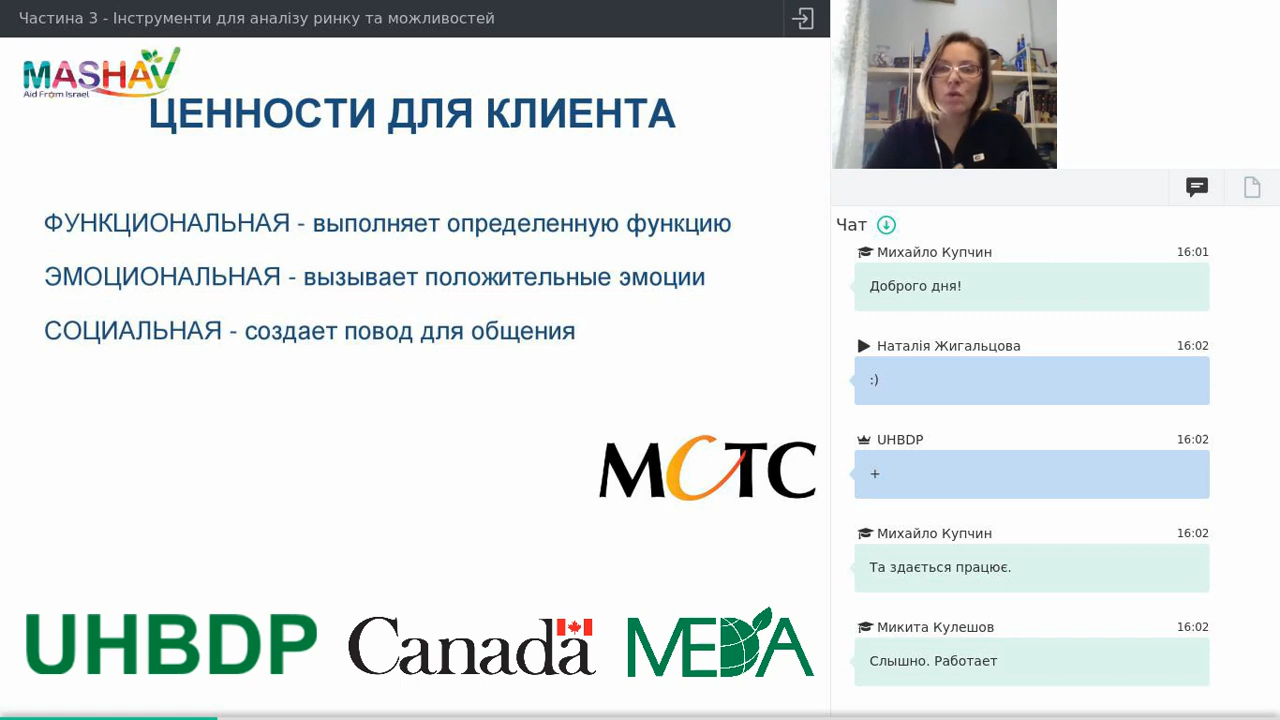 Частина 3 - Інструменти для аналізу ринку та можливостей
MASHAV
Aid From Israel
ЦЕННОСТИ ДЛЯ КЛИЕНТА
ФУНКЦИОНАЛЬНАЯ - выполняет определенную функцию
ЭМОЦИОНАЛЬНАЯ - вызывает положительные эмоции
СОЦИАЛЬНАЯ - создает повод для общения
MCTC
UHBDP
Canada
MEDA
Чат
Михайло Купчин 16:01
Доброго дня!
Наталія Жигальцова 16:02
:)
UHBDP 16:02
+
Михайло Купчин 16:02
Та здається працює.
Микита Кулешов 16:02
Слышно. Работает